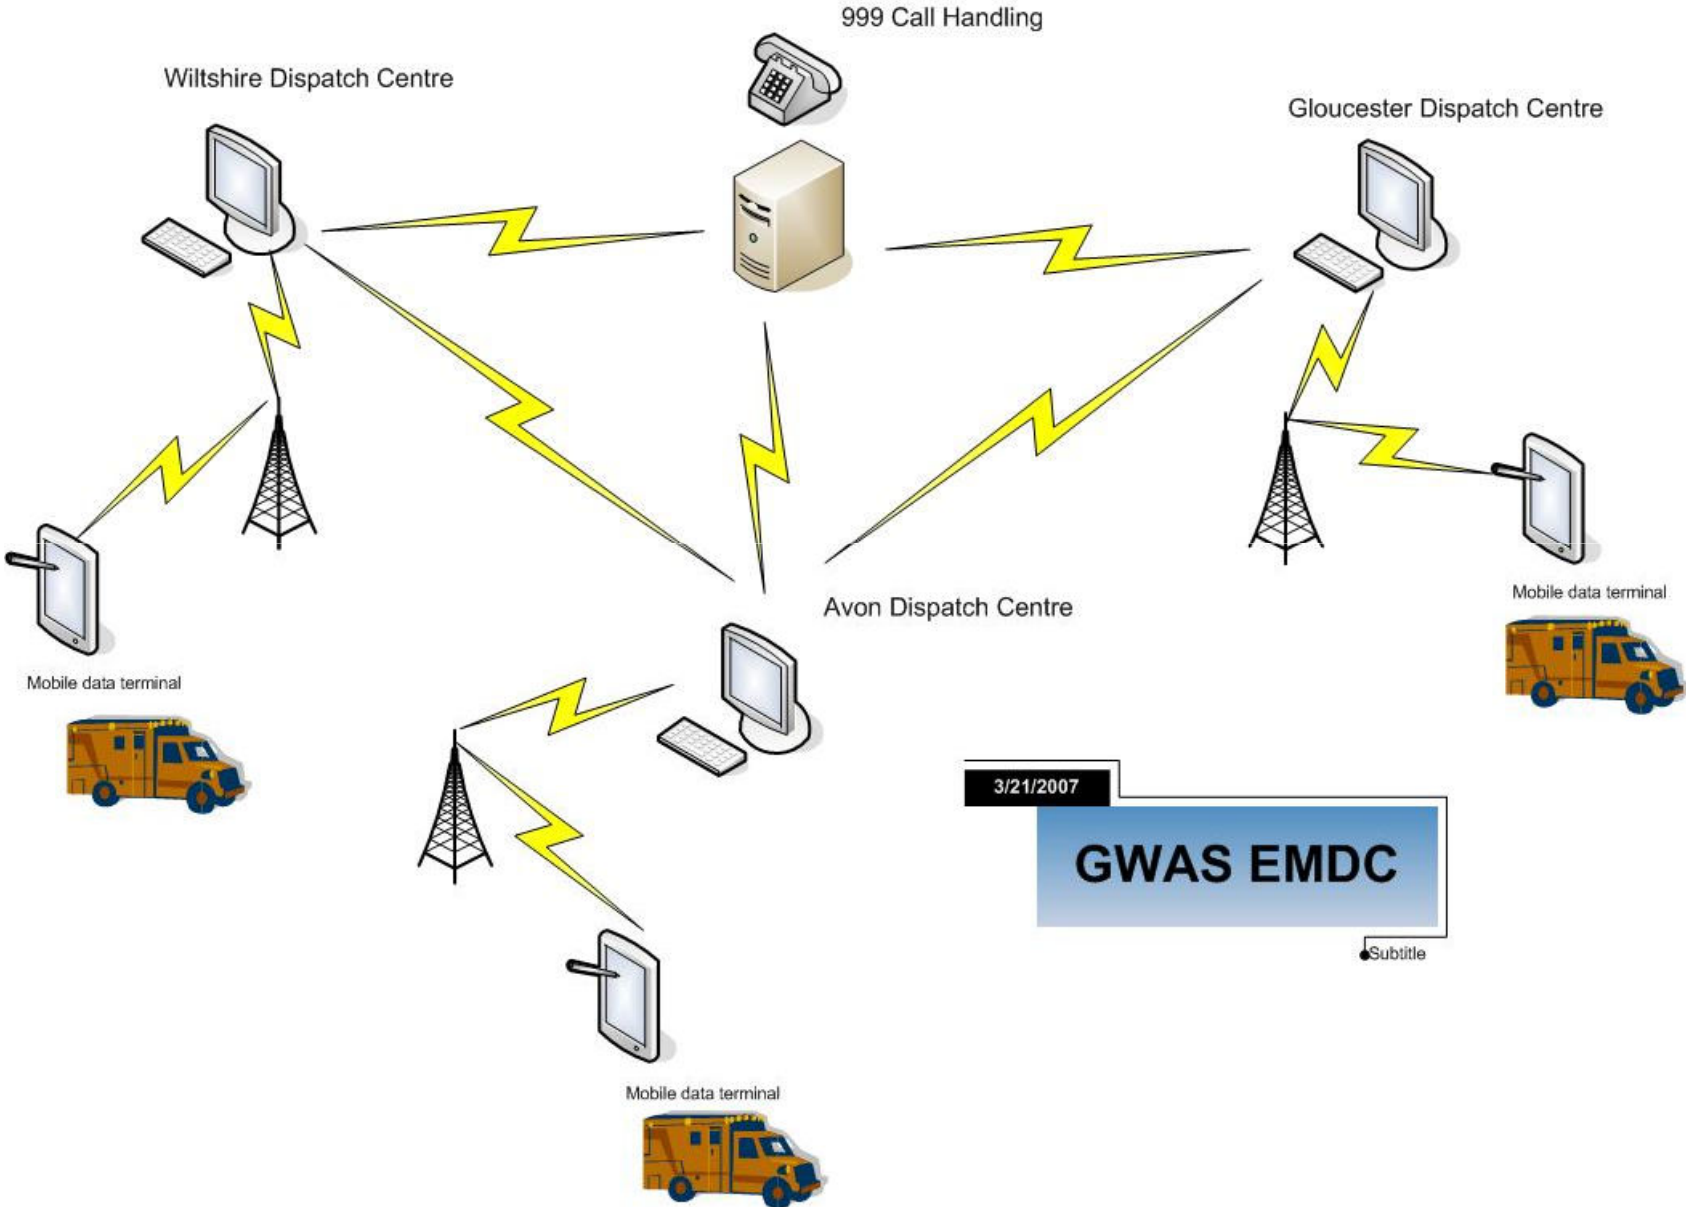 999 Call Handling
Wiltshire Dispatch Centre
Gloucester Dispatch Centre
Mobile data terminal
Avon Dispatch Centre
Mobile data terminal
3/21/2007
GWAS EMDC
Subtitle
Mobile data terminal